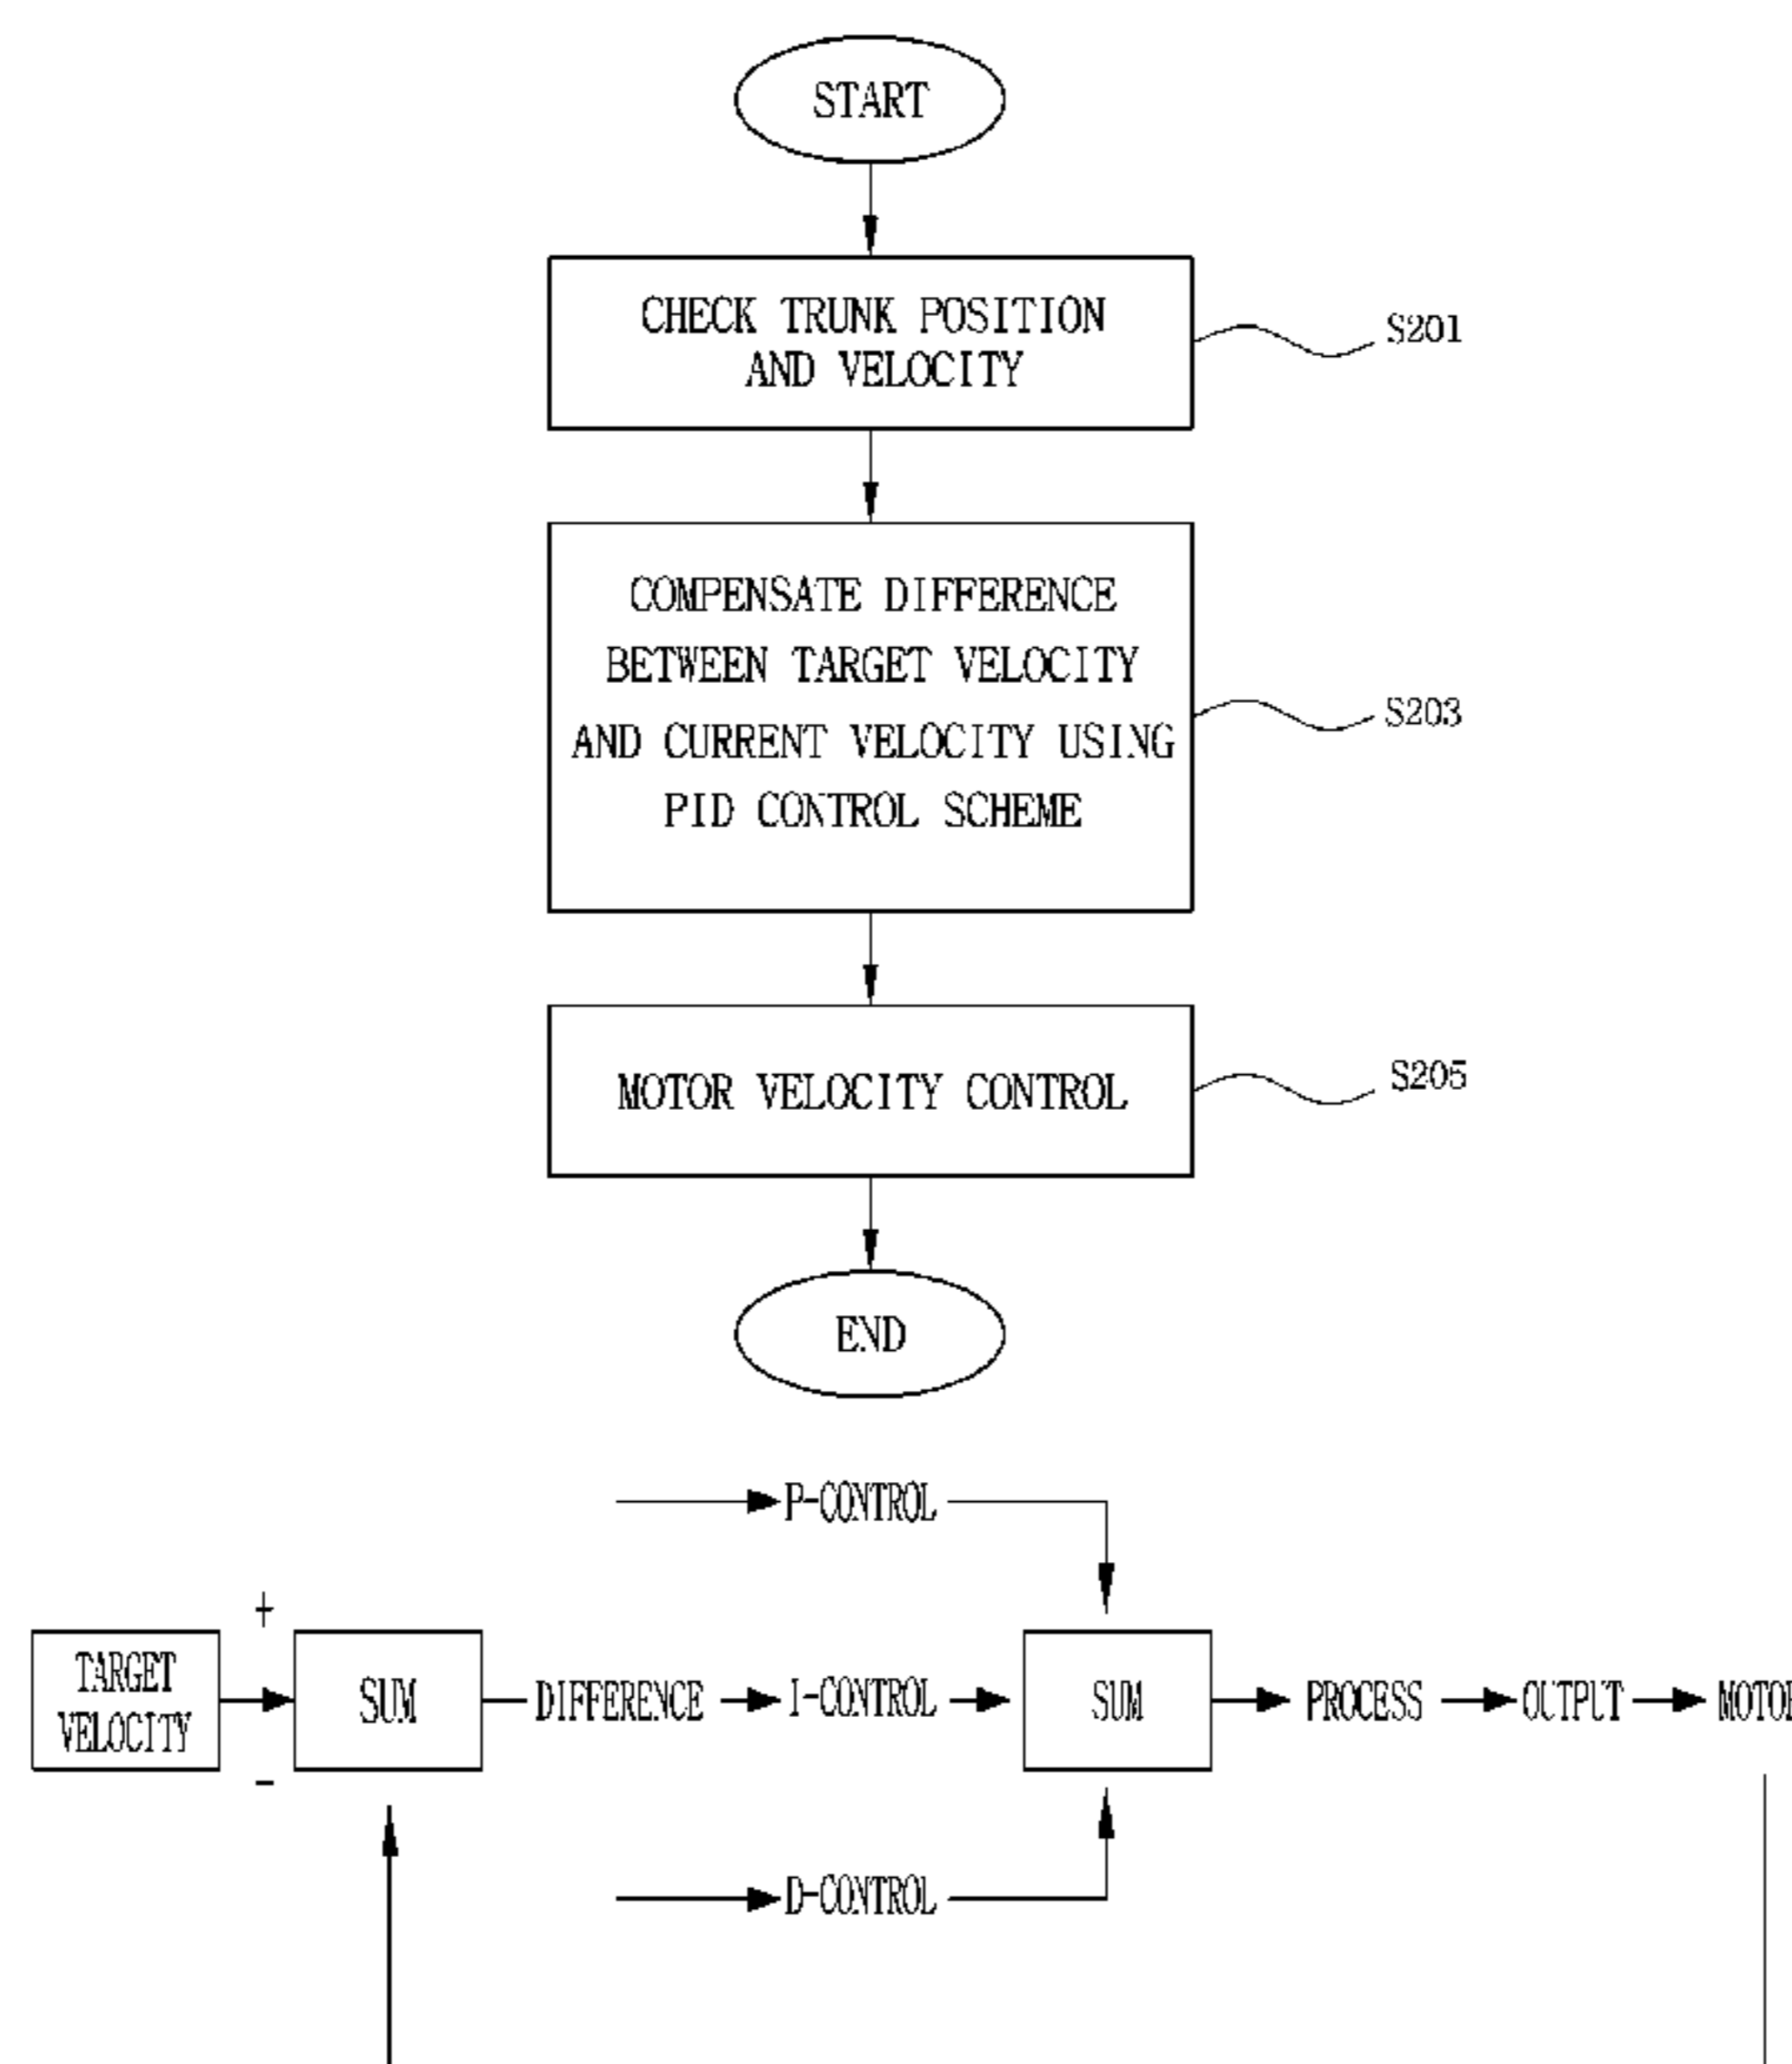 START
CHECK TRUNK POSITION
AND VELOCITY
S201
COMPENSATE DIFFERENCE
BETWEEN TARGET VELOCITY
AND CURRENT VELOCITY USING
PID CONTROL SCHEME
S203
MOTOR VELOCITY CONTROL
S205
END
P-CONTROL
+
TARGET
VELOCITY
SUM
DIFFERENCE
I-CONTROL
SUM
PROCESS
OUTPUT
MOTOR
-
D-CONTROL